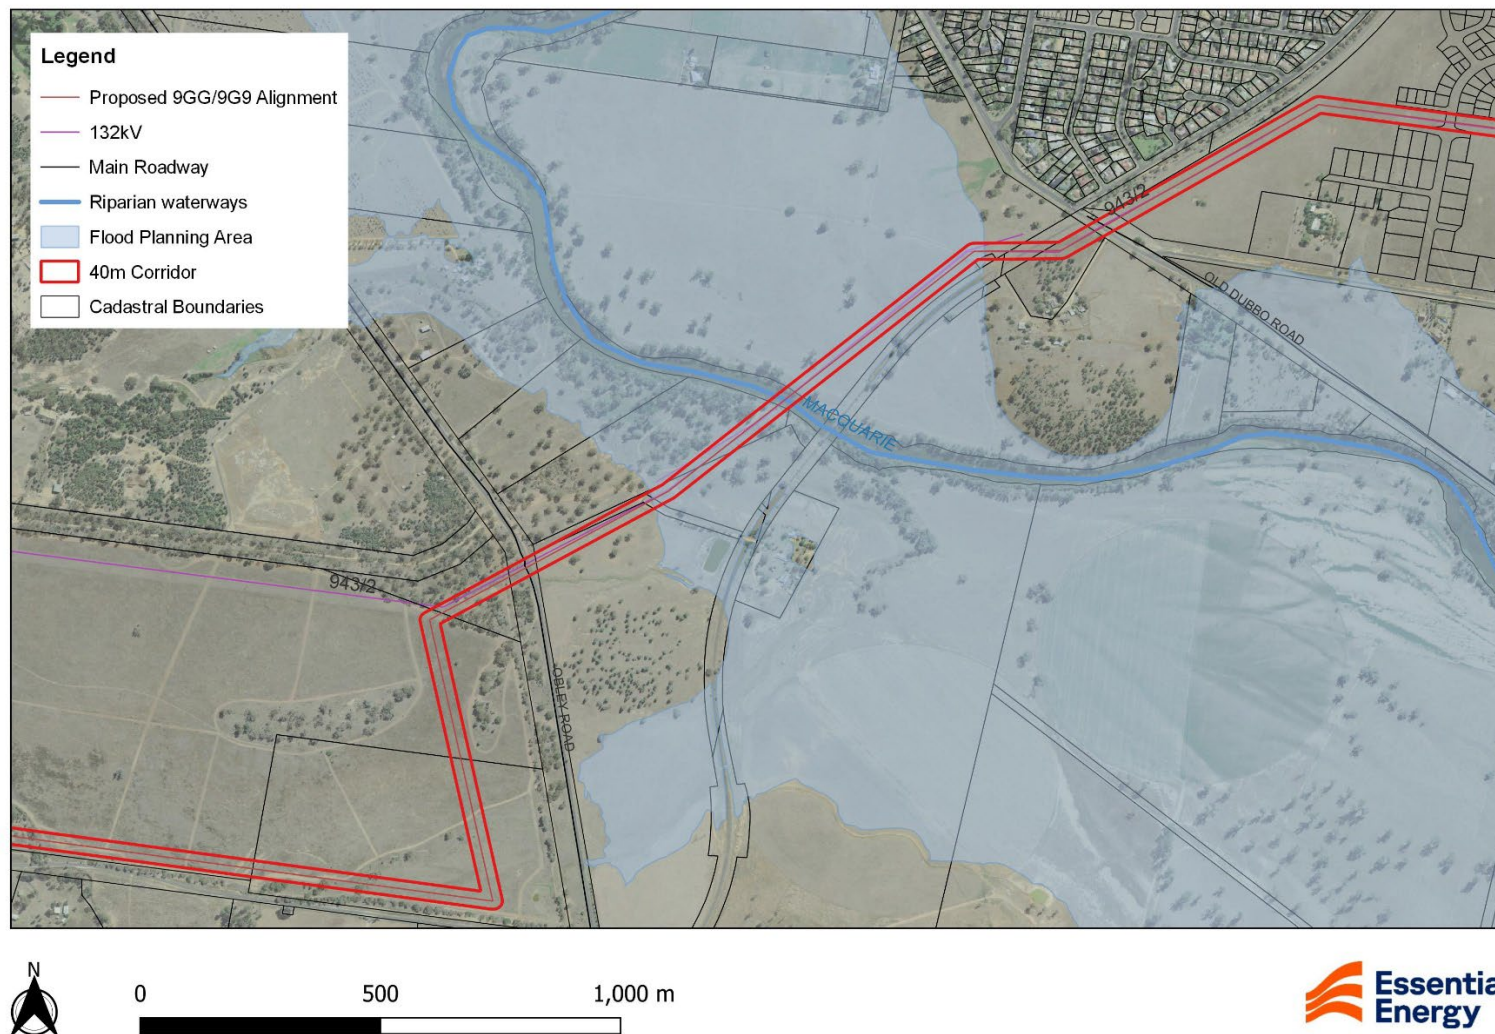 Legend
Proposed 9GG/9G9 Alignment
132kV
Main Roadway
Riparian waterways
Flood Planning Area
40m Corridor
Cadastral Boundaries
943/2
OLD DUBBO ROAD
MACQUARIE
943/2
OBLEY ROAD
N
0 500 1,000 m
Essentia
Energy